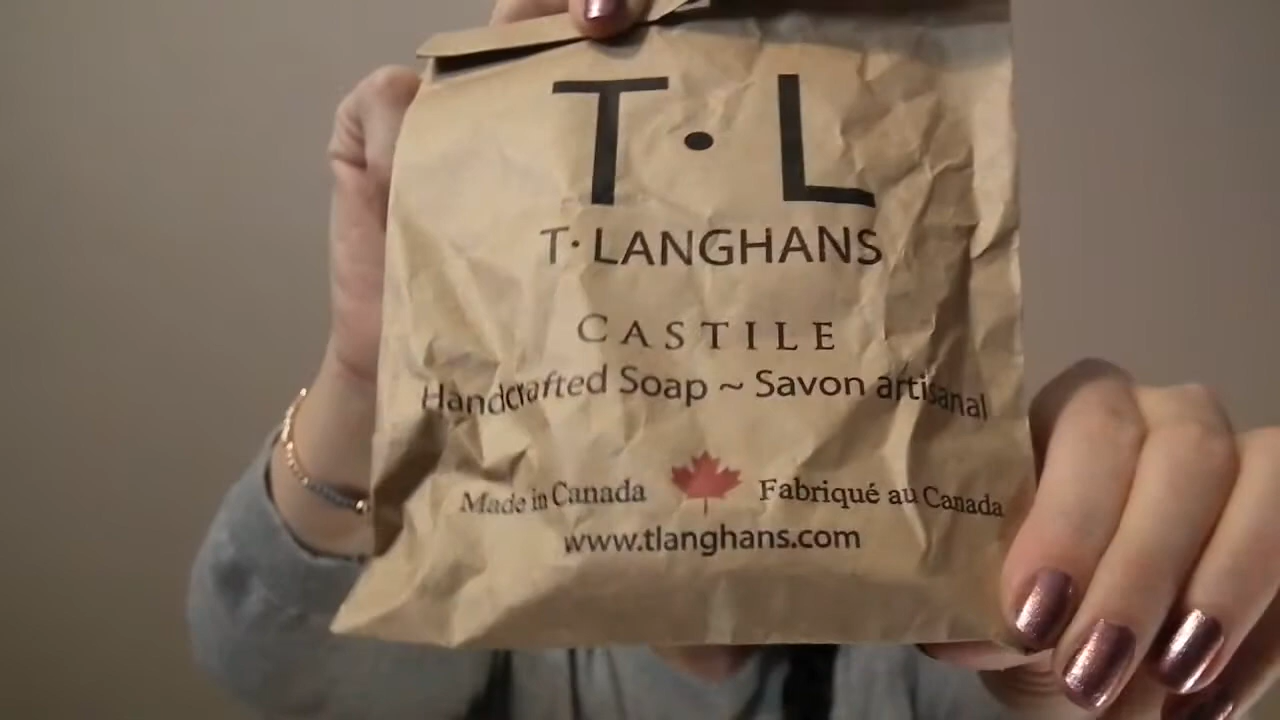 T·L
T·LANGHANS
CASTILE
Handcrafted Soap ~ Savon artisanal
Made in Canada Fabriqué au Canada
www.tlanghans.com